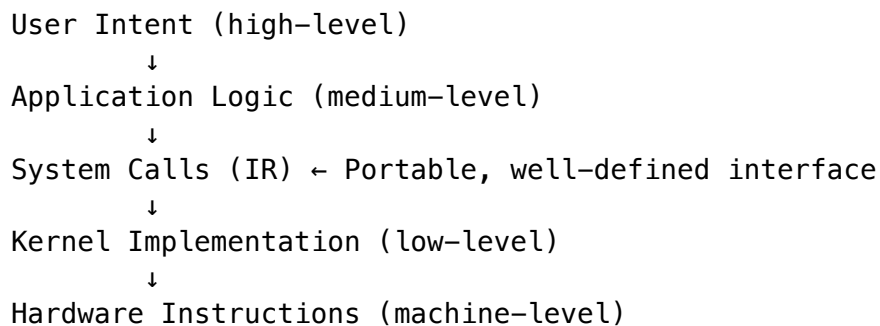 User Intent (high-level)
↓
Application Logic (medium-level)
↓
System Calls (IR) ← Portable, well-defined interface
↓
Kernel Implementation (low-level)
↓
Hardware Instructions (machine-level)